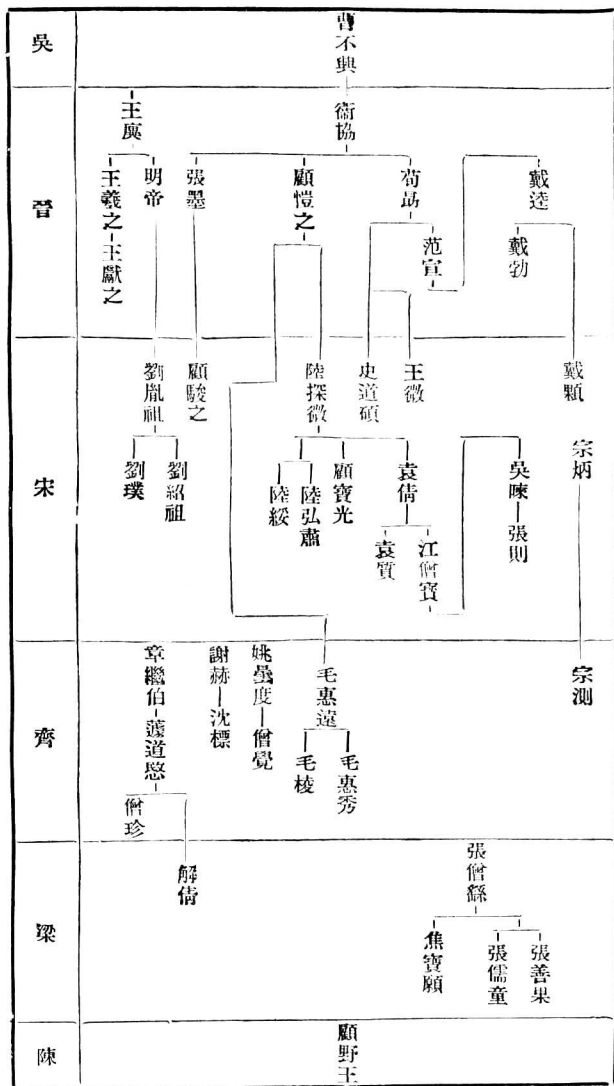 吳
曹不興
晉
王廙
衞協
王羲之
王獻之
明帝
張墨
顧愷之
荀勗
范宣
戴逵
戴勃
宋
劉胤祖
劉璞
劉紹祖
顧駿之
陸探微
陸綏
陸弘肅
顧寶光
袁倩
袁質
江僧寶
史道碩
王微
吳暕
張則
戴顒
宗炳
齊
章繼伯
蘧道愍
僧珍
謝赫
沈標
姚曇度
僧覺
毛惠遠
毛棱
毛惠秀
宗測
梁
解倩
張僧繇
焦寶願
張儒童
張善果
陳
顧野王